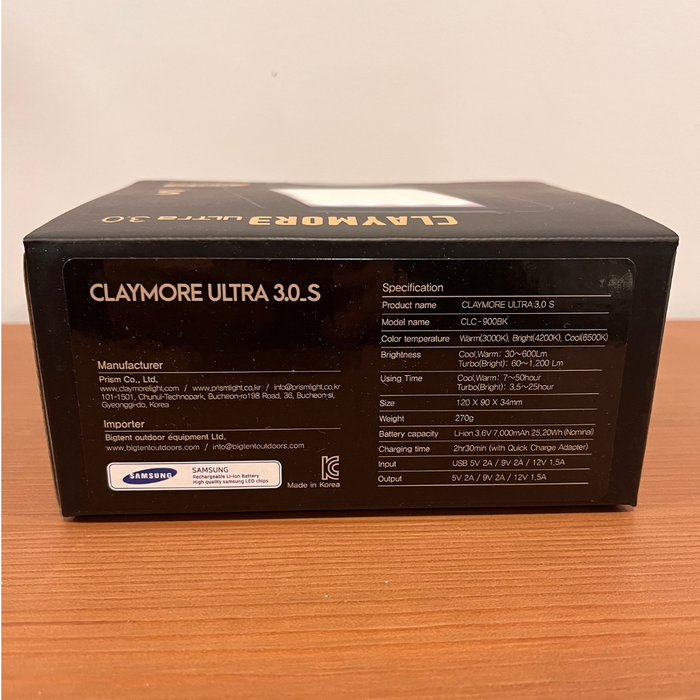 CLAYMORE ULTRA 3.0
CLAYMORE ULTRA 3.0_S
Manufacturer
Prism Co., Ltd.
www.claymorelight.com / www.prismlight.co.kr / info@prismlight.co.kr
101-1501, Chunui-Technopark, Bucheon-ro198 Road, 36, Bucheon-si,
Gyeonggi-do, Korea
Importer
Bigtent outdoor equipment Ltd.
www.bigtentoutdoors.com / info@bigtentoutdoors.com
SAMSUNG
SAMSUNG
Rechargeable Li-Ion Battery
High quality samsung LED chips
Made in Korea
Specification
Product name CLAYMORE ULTRA 3.0 S
Model name CLC-900BK
Color temperature Warm(3000K), Bright(4200K), Cool(6500K)
Brightness Cool,Warm: 30~600Lm
Turbo(Bright): 60~1,200 Lm
Using Time Cool,Warm: 7~50hour
Turbo(Bright): 3.5~25hour
Size 120 X 90 X 34mm
Weight 270g
Battery capacity Li-ion 3.6V 7,000mAh 25.20Wh (Nominal)
Charging time 2hr30min (with Quick Charge Adapter)
Input USB 5V 2A / 9V 2A / 12V 1.5A
Output 5V 2A / 9V 2A / 12V 1.5A